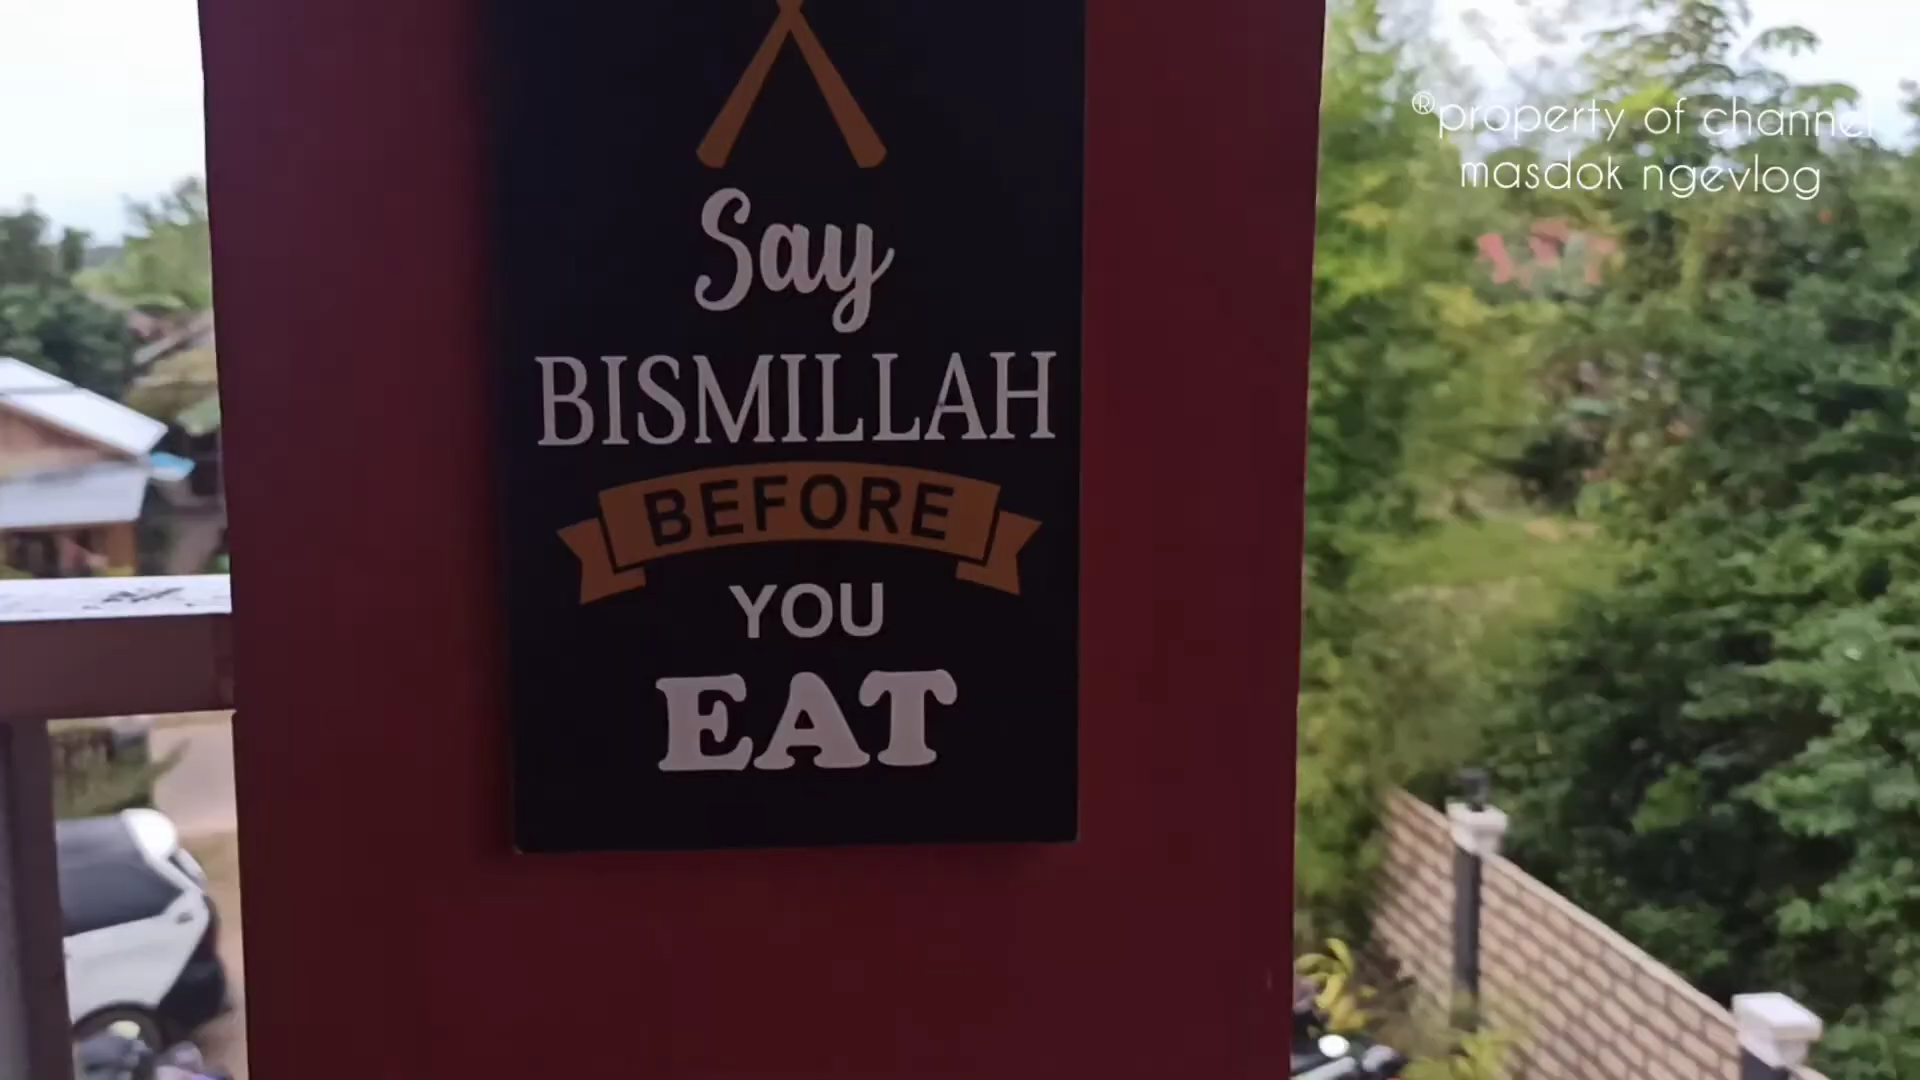 Say
BISMILLAH
BEFORE
YOU
EAT
®property of channel
masdok ngevlog